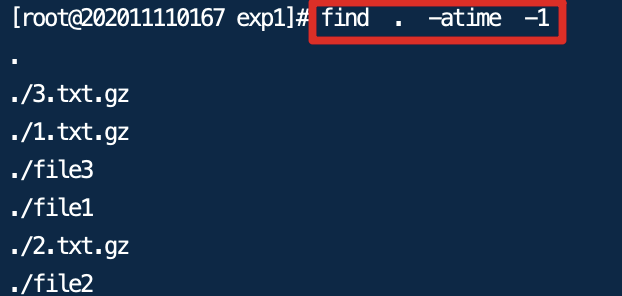 [root@202011110167 exp1]# find . -atime -1
.
./3.txt.gz
./1.txt.gz
./file3
./file1
./2.txt.gz
./file2